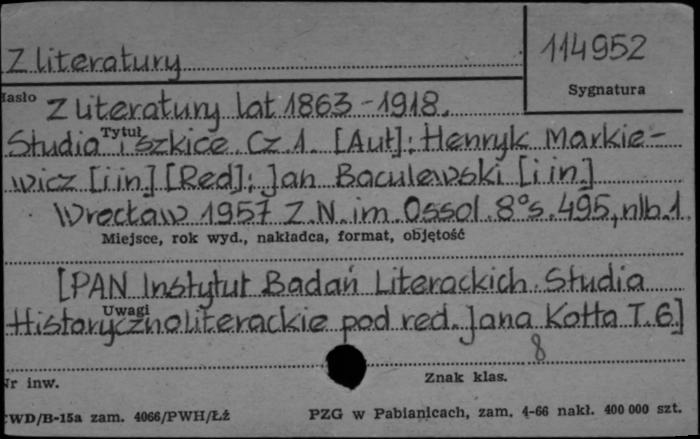 Z literatury
114952
Sygnatura
Hasło
Z literatury lat 1863-1918.
Tytuł
Studia i szkice. Cz 1. [Aut]: Henryk Markie-
wicz [i in.] [Red]: Jan Baculewski [i in.]
Wrocław 1957 Z.N. im. Ossol. 8° s. 495, nlb. 1.
Miejsce, rok wyd., nakładca, format, objętość
[PAN Instytut Badań Literackich. Studia
Uwagi
Historycznoliterackie pod red. Jana Kotta T. 6]
8
Nr inw.
Znak klas.
CWD/B-15a zam. 4066/PWH/Łź
PZG w Pabianicach, zam. 4-66 nakł. 400 000 szt.